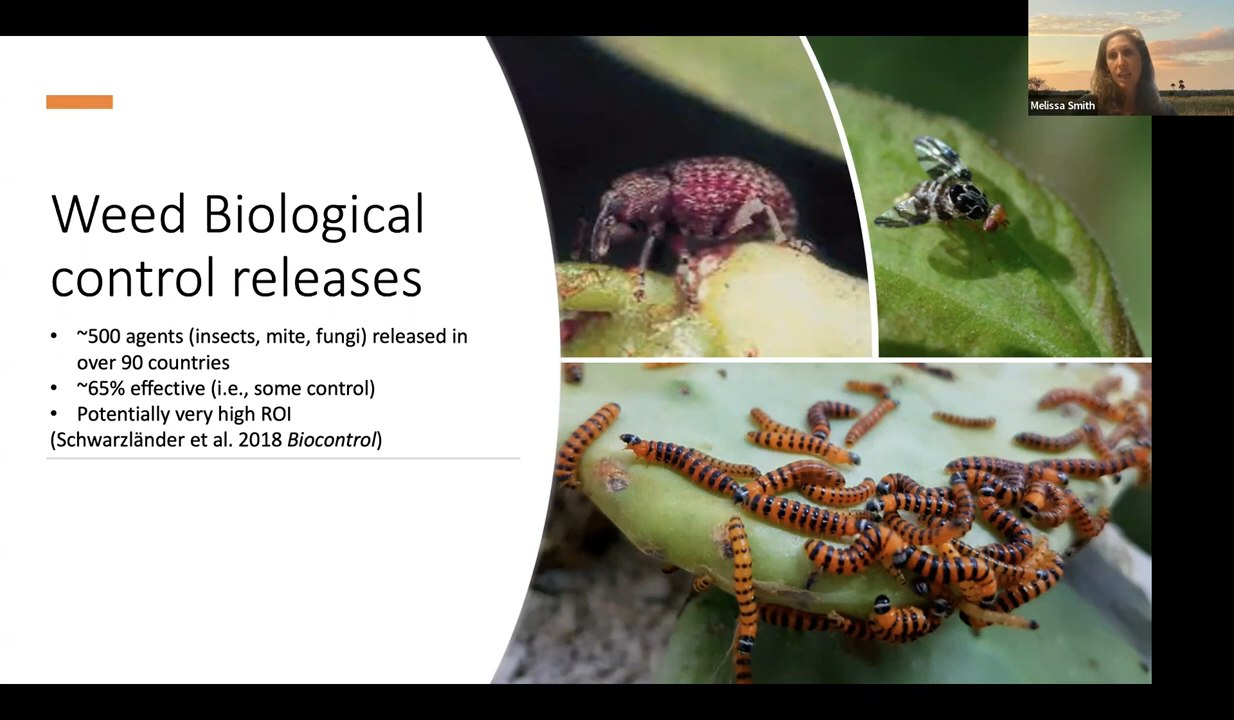 Melissa Smith
Weed Biological
control releases
• ~500 agents (insects, mite, fungi) released in
over 90 countries
• ~65% effective (i.e., some control)
• Potentially very high ROI
(Schwarzländer et al. 2018 Biocontrol)